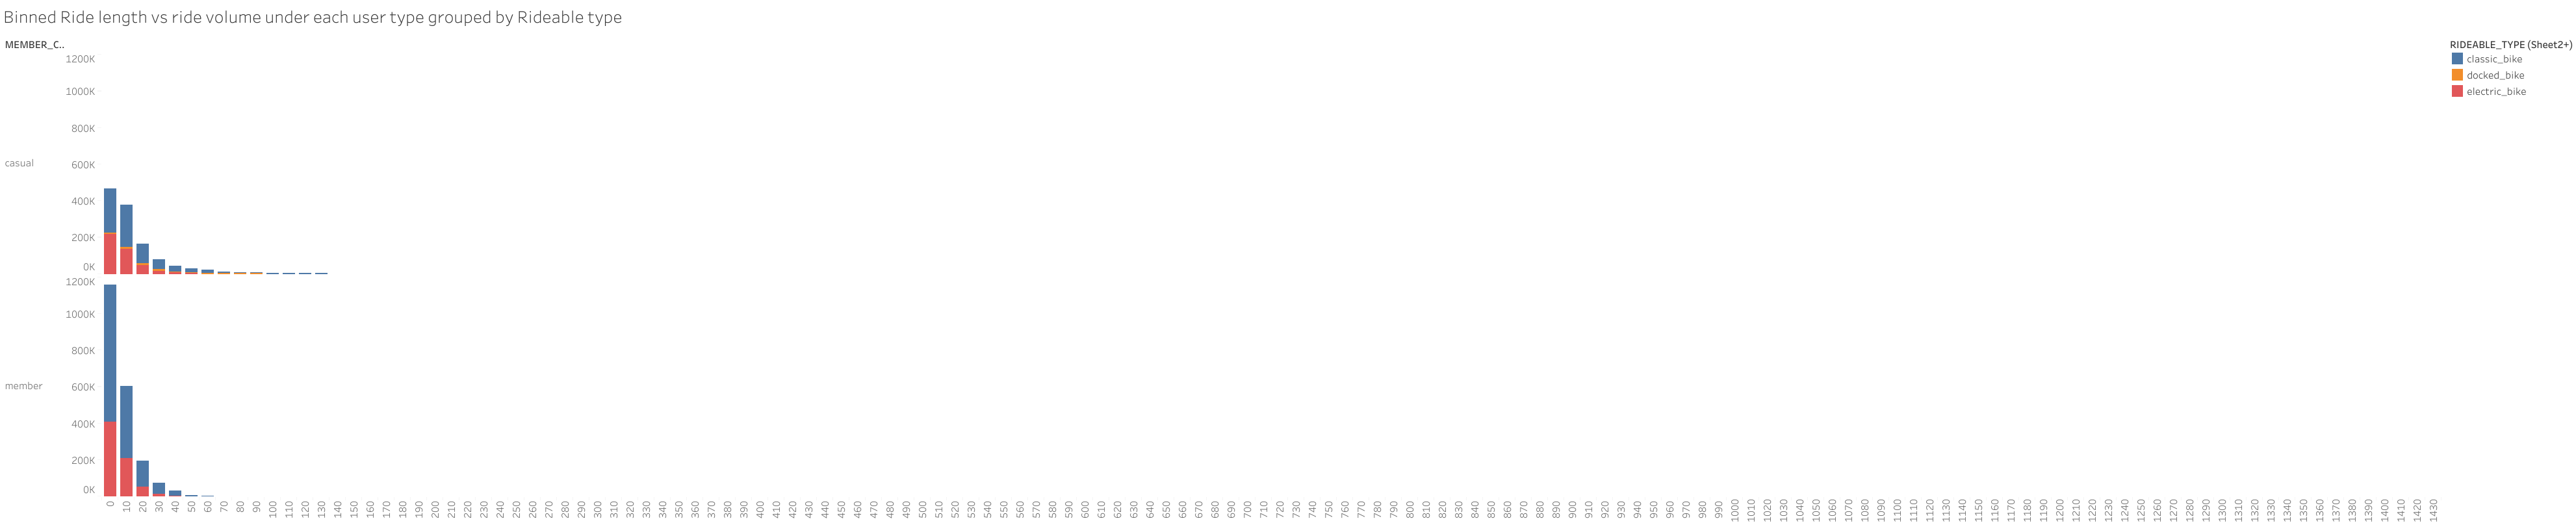 Binned Ride length vs ride volume under each user type grouped by Rideable type
MEMBER_C..
RIDEABLE_TYPE (Sheet2+)
classic_bike
docked_bike
electric_bike
casual
1200K
1000K
800K
600K
400K
200K
0K
member
1200K
1000K
800K
600K
400K
200K
0K
0 10 20 30 40 50 60 70 80 90 100 110 120 130 140 150 160 170 180 190 200 210 220 230 240 250 260 270 280 290 300 310 320 330 340 350 360 370 380 390 400 410 420 430 440 450 460 470 480 490 500 510 520 530 540 550 560 570 580 590 600 610 620 630 640 650 660 670 680 690 700 710 720 730 740 750 760 770 780 790 800 810 820 830 840 850 860 870 880 890 900 910 920 930 940 950 960 970 980 990 1000 1010 1020 1030 1040 1050 1060 1070 1080 1090 1100 1110 1120 1130 1140 1150 1160 1170 1180 1190 1200 1210 1220 1230 1240 1250 1260 1270 1280 1290 1300 1310 1320 1330 1340 1350 1360 1370 1380 1390 1400 1410 1420 1430